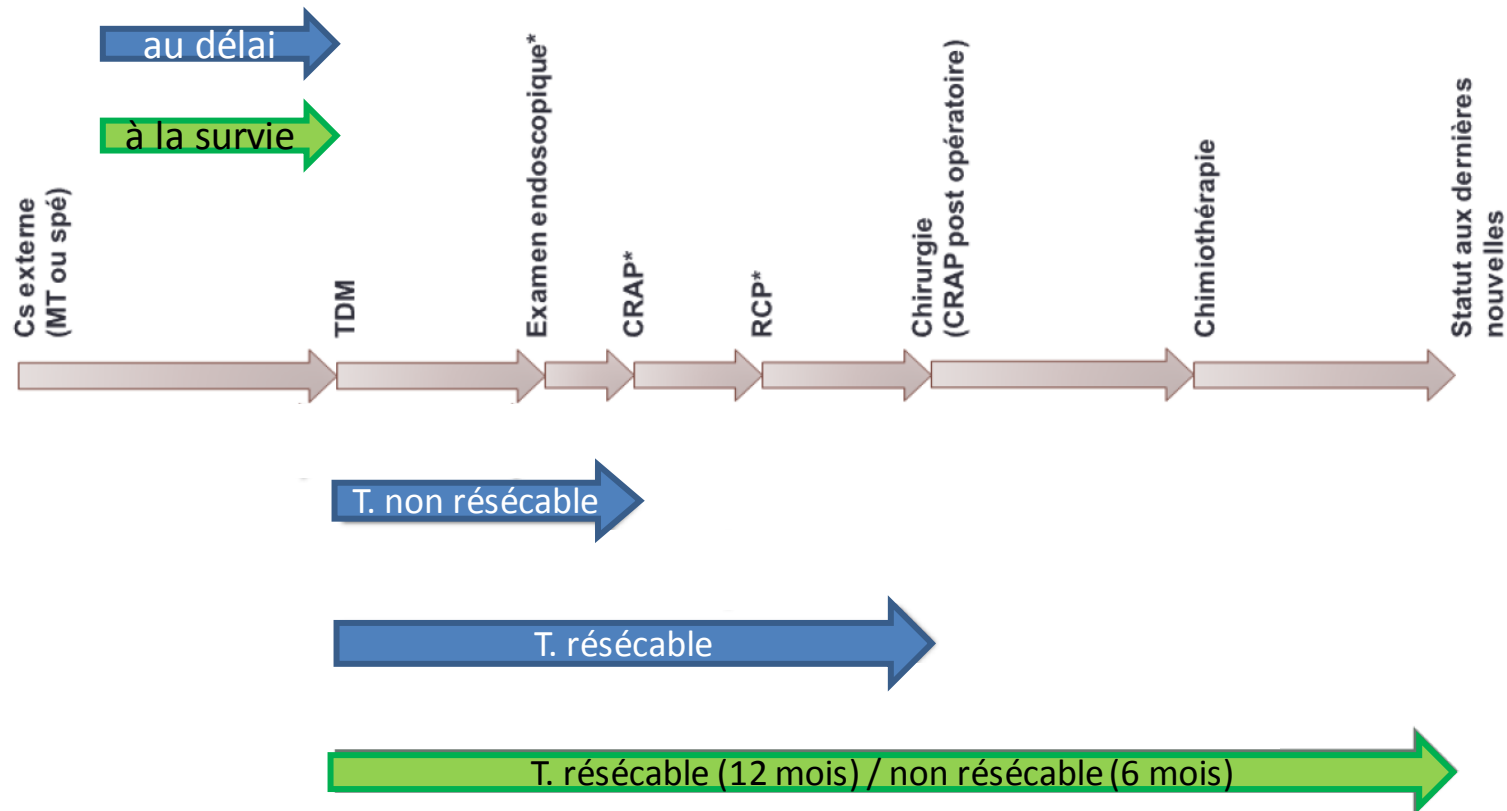 au délai
à la survie
Cs externe
(MT ou spé)
TDM
Examen endoscopique*
CRAP*
RCP*
Chirurgie
(CRAP post opératoire)
Chimiothérapie
Statut aux dernières
nouvelles
T. non résécable
T. résécable
T. résécable (12 mois) / non résécable (6 mois)